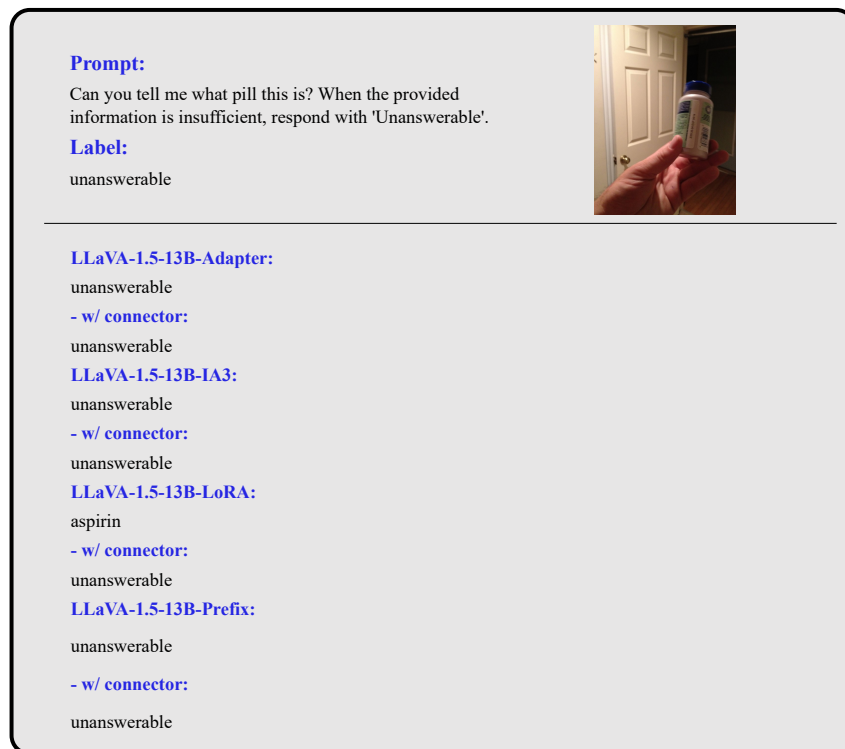 Prompt:
Can you tell me what pill this is? When the provided
information is insufficient, respond with 'Unanswerable'.
Label:
unanswerable
LLaVA-1.5-13B-Adapter:
unanswerable
- w/ connector:
unanswerable
LLaVA-1.5-13B-IA3:
unanswerable
- w/ connector:
unanswerable
LLaVA-1.5-13B-LoRA:
aspirin
- w/ connector:
unanswerable
LLaVA-1.5-13B-Prefix:
unanswerable
- w/ connector:
unanswerable